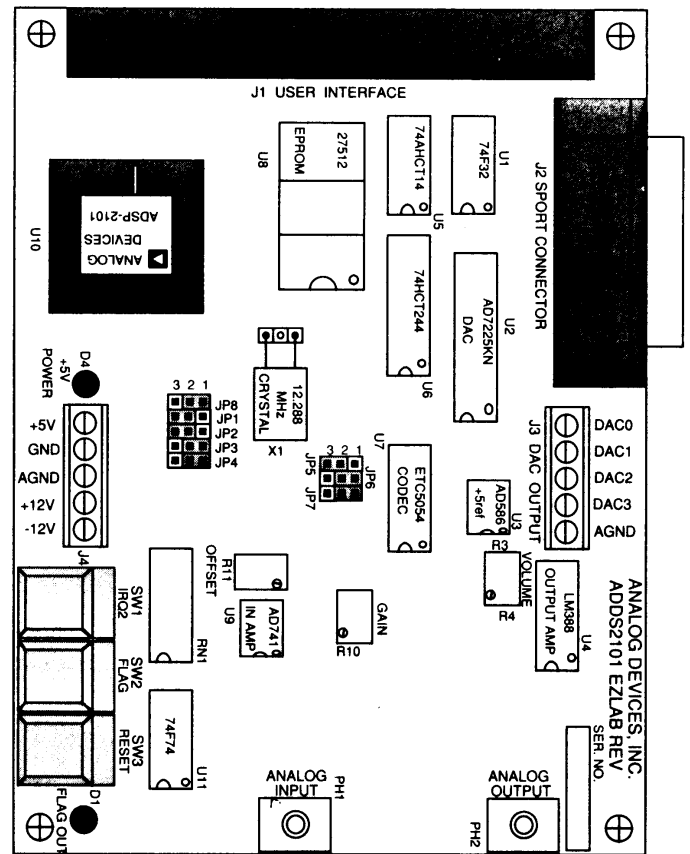 J1 USER INTERFACE
U8
EPROM
27512
74AHCT14
U5
74F32
U1
J2 SPORT CONNECTOR
U10
ANALOG
DEVICES
ADSP-2101
74HCT244
U6
AD7225KN
DAC
U2
POWER
+5V
D4
+5V
GND
AGND
+12V
-12V
J4
3 2 1
JP8
JP1
JP2
JP3
JP4
12.288
MHz
CRYSTAL
X1
3 2 1
JP5
JP6
JP7
U7
ETC5054
CODEC
AD586
+5ref
U3
J3 DAC OUTPUT
DAC0
DAC1
DAC2
DAC3
AGND
SW1
IRQ2
SW2
FLAG
SW3
RESET
RN1
OFFSET
R11
U9
AD741
IN AMP
GAIN
R10
R3
VOLUME
R4
LM388
OUTPUT AMP
U4
ANALOG DEVICES, INC.
ADDS2101 EZLAB REV
SER. NO.
74F74
U11
D1
FLAG OUT
ANALOG
INPUT
PH1
ANALOG
OUTPUT
PH2